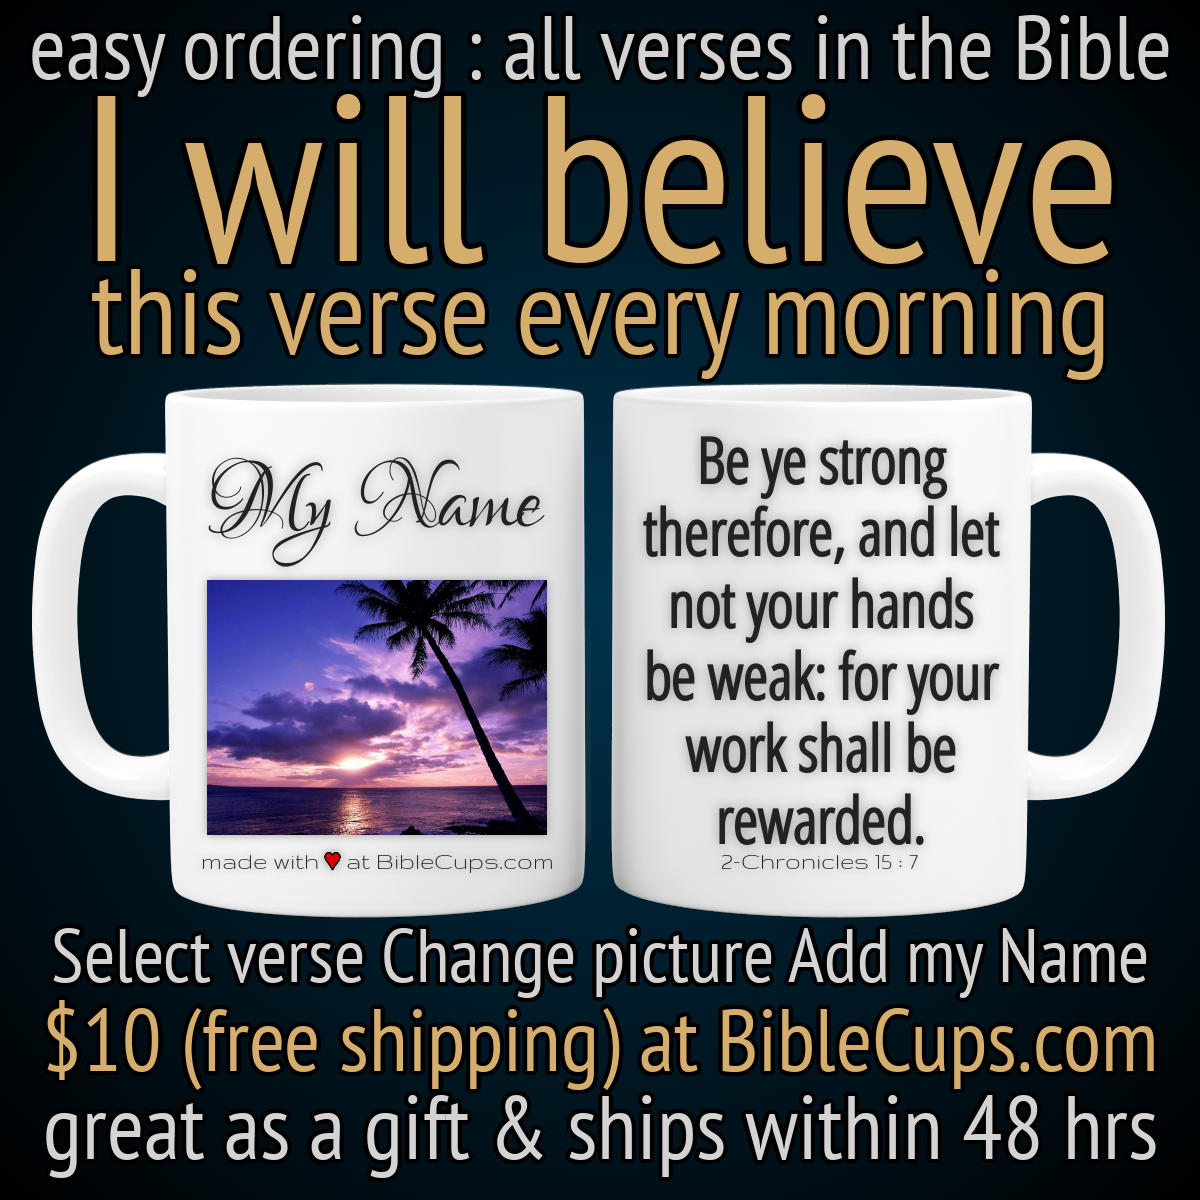 easy ordering : all verses in the Bible
I will believe
this verse every morning
My Name
made with ♥ at BibleCups.com
Be ye strong
therefore, and let
not your hands
be weak: for your
work shall be
rewarded.
2-Chronicles 15 : 7
Select verse Change picture Add my Name
$10 (free shipping) at BibleCups.com
great as a gift & ships within 48 hrs